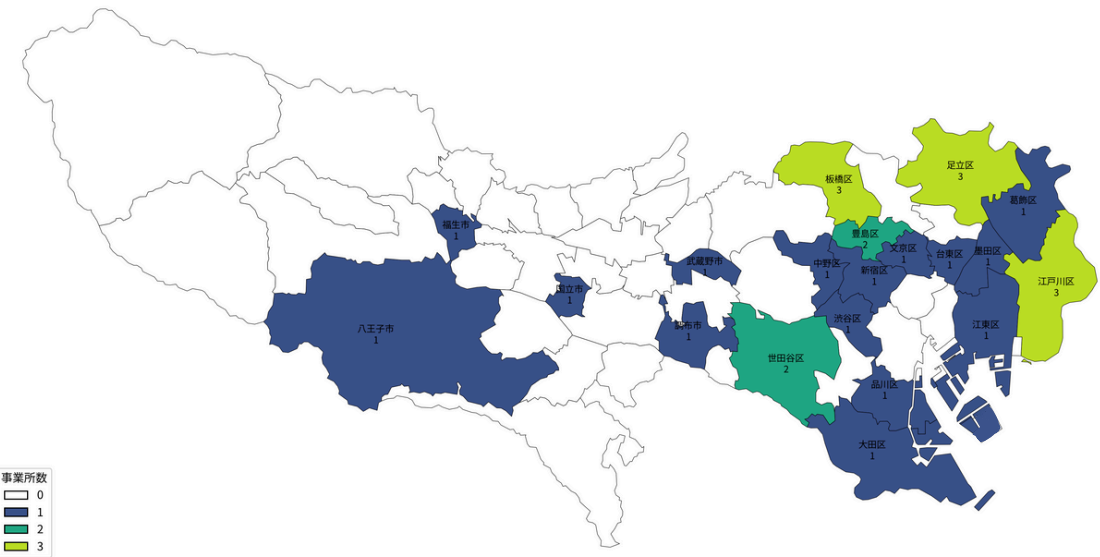 板橋区
3
足立区
3
葛飾区
1
福生市
1
豊島区
2
文京区
1
台東区
1
墨田区
1
武蔵野市
1
中野区
1
新宿区
1
江戸川区
3
国立市
1
八王子市
1
調布市
1
渋谷区
1
江東区
1
世田谷区
2
品川区
1
大田区
1
事業所数
0
1
2
3